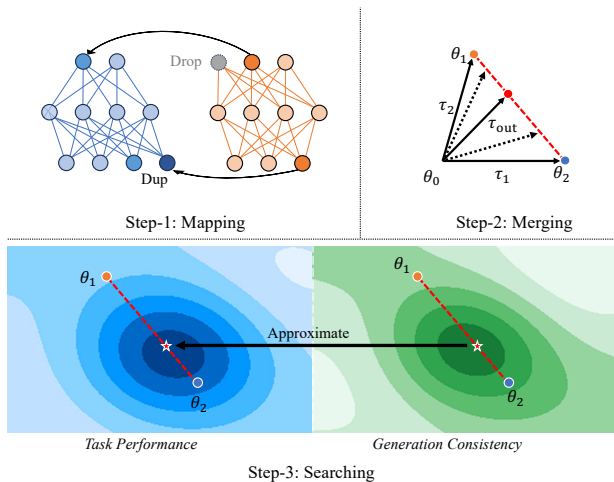 Drop
Dup
Step-1: Mapping
θ₁
τ₂
τ_out
θ₀
τ₁
θ₂
Step-2: Merging
θ₁
θ₂
Approximate
θ₁
θ₂
Task Performance
Generation Consistency
Step-3: Searching